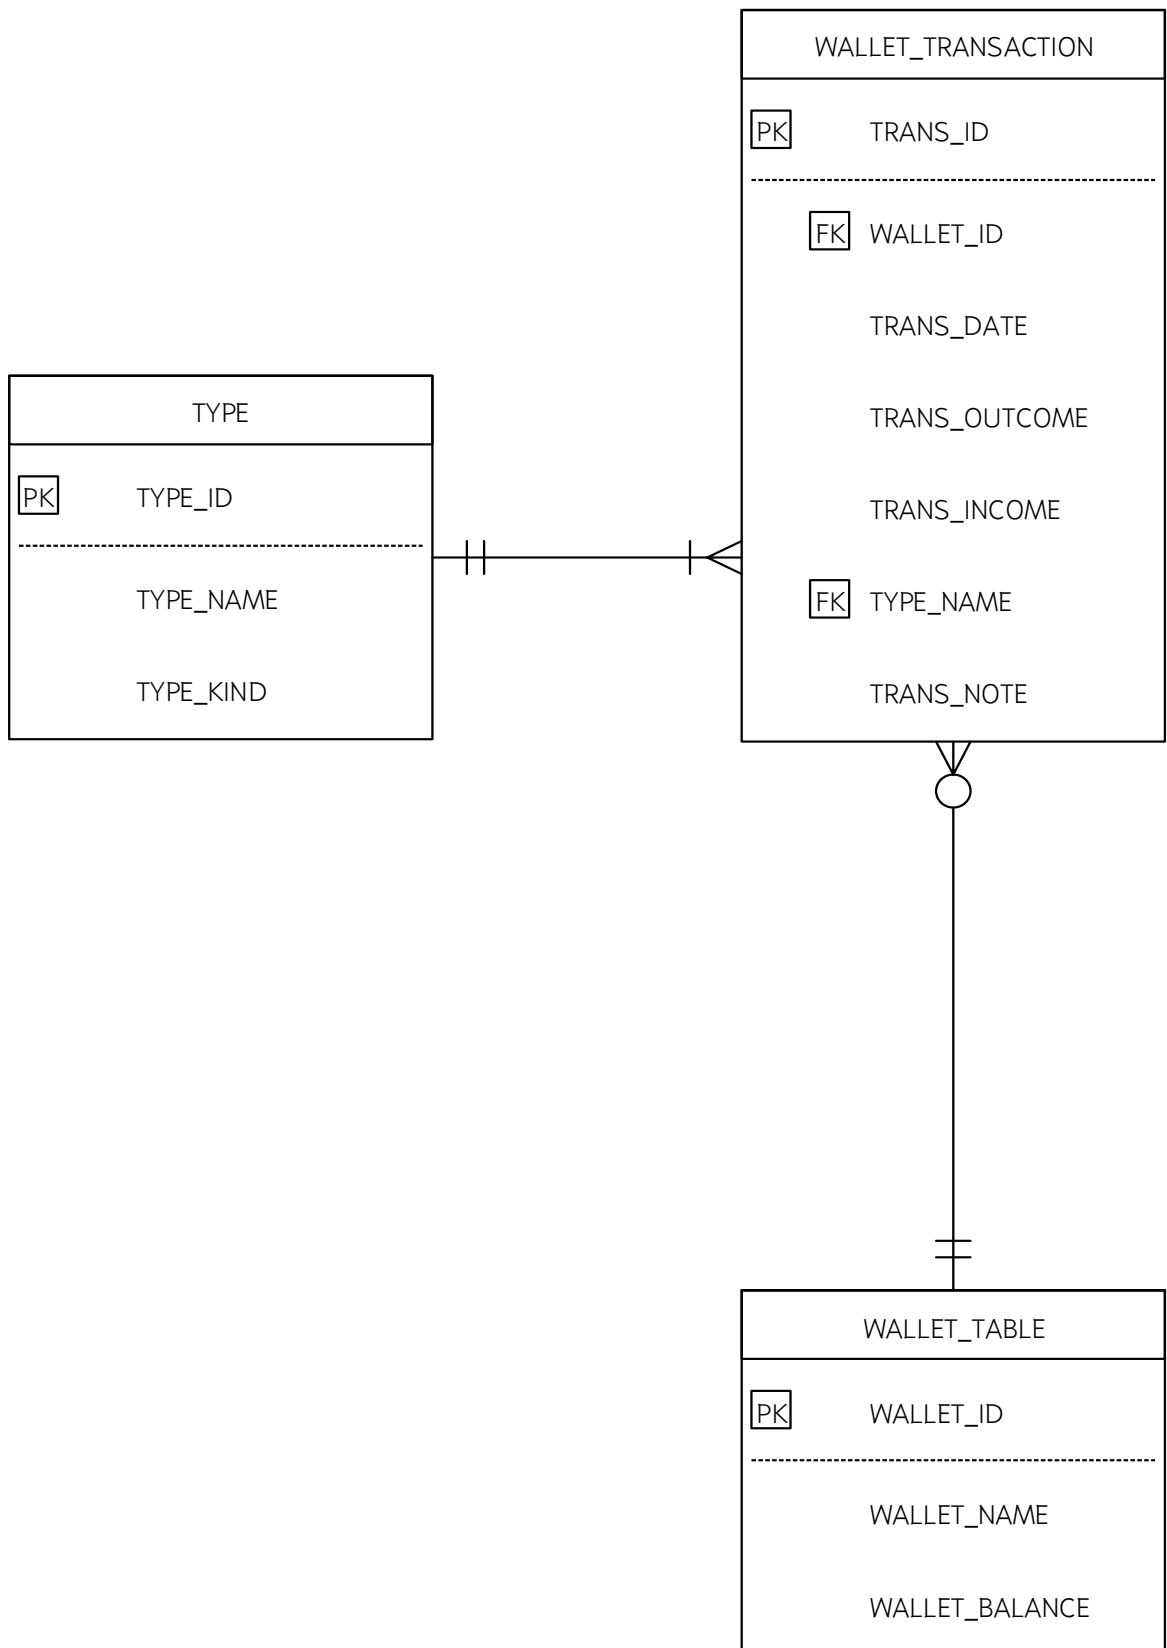 WALLET_TRANSACTION
PK TRANS_ID
FK WALLET_ID
TRANS_DATE
TRANS_OUTCOME
TRANS_INCOME
FK TYPE_NAME
TRANS_NOTE
TYPE
PK TYPE_ID
TYPE_NAME
TYPE_KIND
WALLET_TABLE
PK WALLET_ID
WALLET_NAME
WALLET_BALANCE